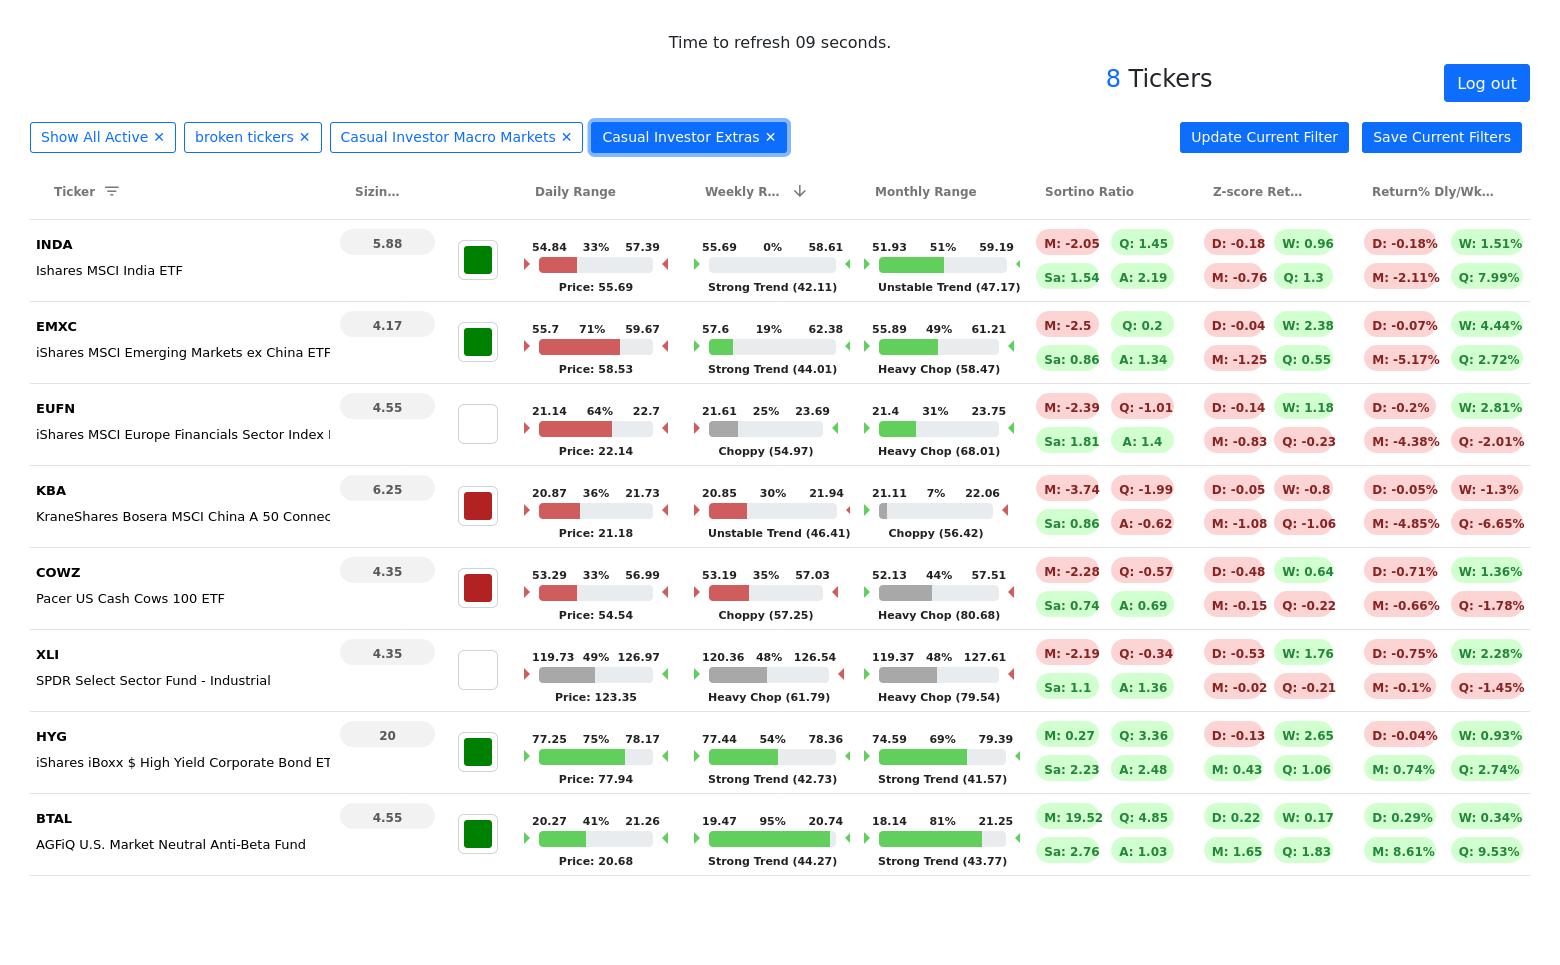 Time to refresh 09 seconds.
8 Tickers
Log out
Show All Active ✕ broken tickers ✕ Casual Investor Macro Markets ✕ Casual Investor Extras ✕ Update Current Filter Save Current Filters
Ticker Sizin... Daily Range Weekly R... Monthly Range Sortino Ratio Z-score Ret... Return% Dly/Wk...
INDA 5.88 54.84 33% 57.39 55.69 0% 58.61 51.93 51% 59.19 M: -2.05 Q: 1.45 D: -0.18 W: 0.96 D: -0.18% W: 1.51%
Ishares MSCI India ETF Sa: 1.54 A: 2.19 M: -0.76 Q: 1.3 M: -2.11% Q: 7.99%
Price: 55.69 Strong Trend (42.11) Unstable Trend (47.17)
EMXC 4.17 55.7 71% 59.67 57.6 19% 62.38 55.89 49% 61.21 M: -2.5 Q: 0.2 D: -0.04 W: 2.38 D: -0.07% W: 4.44%
iShares MSCI Emerging Markets ex China ETF Sa: 0.86 A: 1.34 M: -1.25 Q: 0.55 M: -5.17% Q: 2.72%
Price: 58.53 Strong Trend (44.01) Heavy Chop (58.47)
EUFN 4.55 21.14 64% 22.7 21.61 25% 23.69 21.4 31% 23.75 M: -2.39 Q: -1.01 D: -0.14 W: 1.18 D: -0.2% W: 2.81%
iShares MSCI Europe Financials Sector Index Sa: 1.81 A: 1.4 M: -0.83 Q: -0.23 M: -4.38% Q: -2.01%
Price: 22.14 Choppy (54.97) Heavy Chop (68.01)
KBA 6.25 20.87 36% 21.73 20.85 30% 21.94 21.11 7% 22.06 M: -3.74 Q: -1.99 D: -0.05 W: -0.8 D: -0.05% W: -1.3%
KraneShares Bosera MSCI China A 50 Connec Sa: 0.86 A: -0.62 M: -1.08 Q: -1.06 M: -4.85% Q: -6.65%
Price: 21.18 Unstable Trend (46.41) Choppy (56.42)
COWZ 4.35 53.29 33% 56.99 53.19 35% 57.03 52.13 44% 57.51 M: -2.28 Q: -0.57 D: -0.48 W: 0.64 D: -0.71% W: 1.36%
Pacer US Cash Cows 100 ETF Sa: 0.74 A: 0.69 M: -0.15 Q: -0.22 M: -0.66% Q: -1.78%
Price: 54.54 Choppy (57.25) Heavy Chop (80.68)
XLI 4.35 119.73 49% 126.97 120.36 48% 126.54 119.37 48% 127.61 M: -2.19 Q: -0.34 D: -0.53 W: 1.76 D: -0.75% W: 2.28%
SPDR Select Sector Fund - Industrial Sa: 1.1 A: 1.36 M: -0.02 Q: -0.21 M: -0.1% Q: -1.45%
Price: 123.35 Heavy Chop (61.79) Heavy Chop (79.54)
HYG 20 77.25 75% 78.17 77.44 54% 78.36 74.59 69% 79.39 M: 0.27 Q: 3.36 D: -0.13 W: 2.65 D: -0.04% W: 0.93%
iShares iBoxx $ High Yield Corporate Bond ET Sa: 2.23 A: 2.48 M: 0.43 Q: 1.06 M: 0.74% Q: 2.74%
Price: 77.94 Strong Trend (42.73) Strong Trend (41.57)
BTAL 4.55 20.27 41% 21.26 19.47 95% 20.74 18.14 81% 21.25 M: 19.52 Q: 4.85 D: 0.22 W: 0.17 D: 0.29% W: 0.34%
AGFiQ U.S. Market Neutral Anti-Beta Fund Sa: 2.76 A: 1.03 M: 1.65 Q: 1.83 M: 8.61% Q: 9.53%
Price: 20.68 Strong Trend (44.27) Strong Trend (43.77)